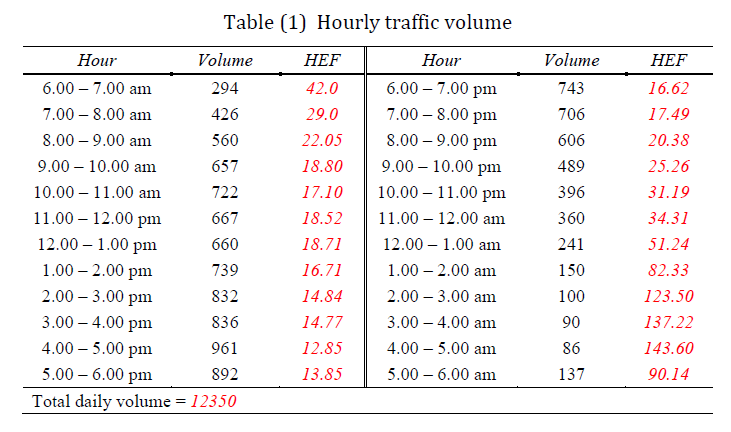 Table (1) Hourly traffic volume
Hour Volume HEF Hour Volume HEF
6.00 – 7.00 am 294 42.0 6.00 – 7.00 pm 743 16.62
7.00 – 8.00 am 426 29.0 7.00 – 8.00 pm 706 17.49
8.00 – 9.00 am 560 22.05 8.00 – 9.00 pm 606 20.38
9.00 – 10.00 am 657 18.80 9.00 – 10.00 pm 489 25.26
10.00 – 11.00 am 722 17.10 10.00 – 11.00 pm 396 31.19
11.00 – 12.00 pm 667 18.52 11.00 – 12.00 am 360 34.31
12.00 – 1.00 pm 660 18.71 12.00 – 1.00 am 241 51.24
1.00 – 2.00 pm 739 16.71 1.00 – 2.00 am 150 82.33
2.00 – 3.00 pm 832 14.84 2.00 – 3.00 am 100 123.50
3.00 – 4.00 pm 836 14.77 3.00 – 4.00 am 90 137.22
4.00 – 5.00 pm 961 12.85 4.00 – 5.00 am 86 143.60
5.00 – 6.00 pm 892 13.85 5.00 – 6.00 am 137 90.14
Total daily volume = 12350